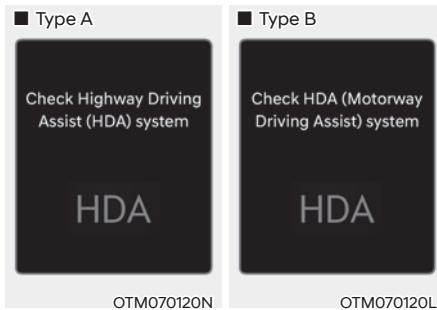 ■ Type A
Check Highway Driving
Assist (HDA) system
HDA
OTM070120N
■ Type B
Check HDA (Motorway
Driving Assist) system
HDA
OTM070120L